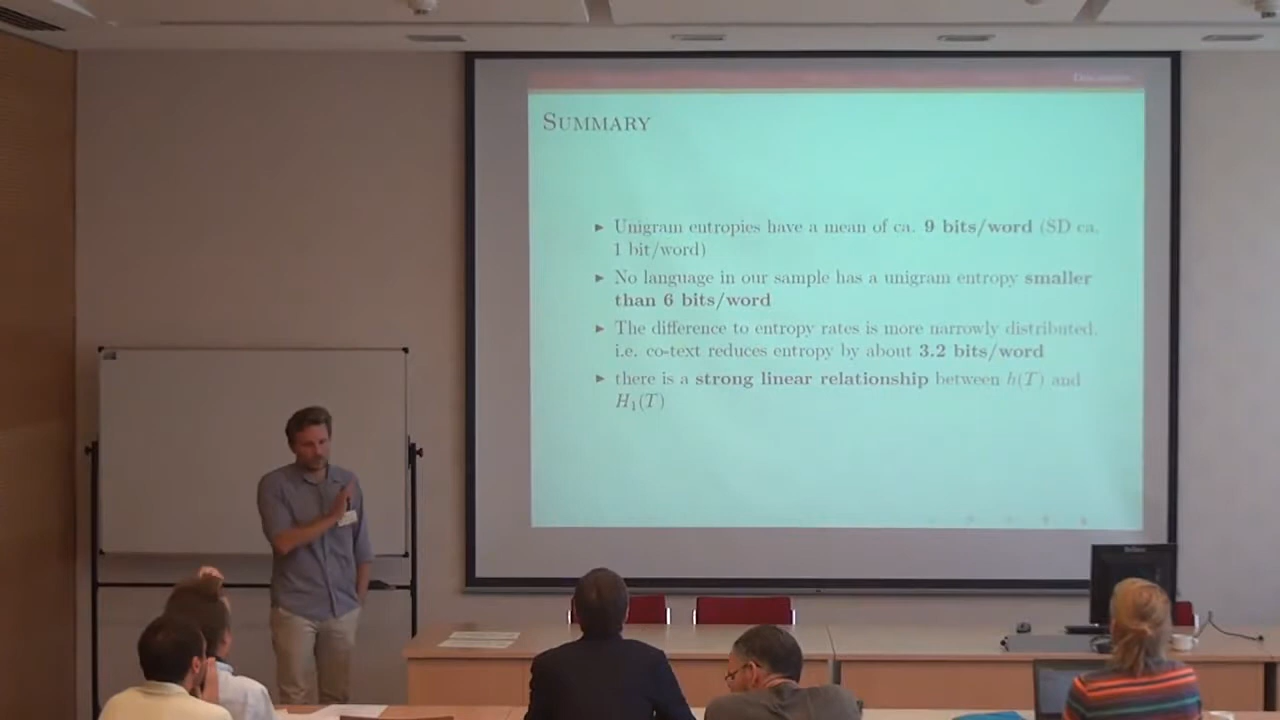 SUMMARY
▶ Unigram entropies have a mean of ca. 9 bits/word (SD ca.
1 bit/word)
▶ No language in our sample has a unigram entropy smaller
than 6 bits/word
▶ The difference to entropy rates is more narrowly distributed,
i.e. co-text reduces entropy by about 3.2 bits/word
▶ there is a strong linear relationship between h(T) and
H₁(T)